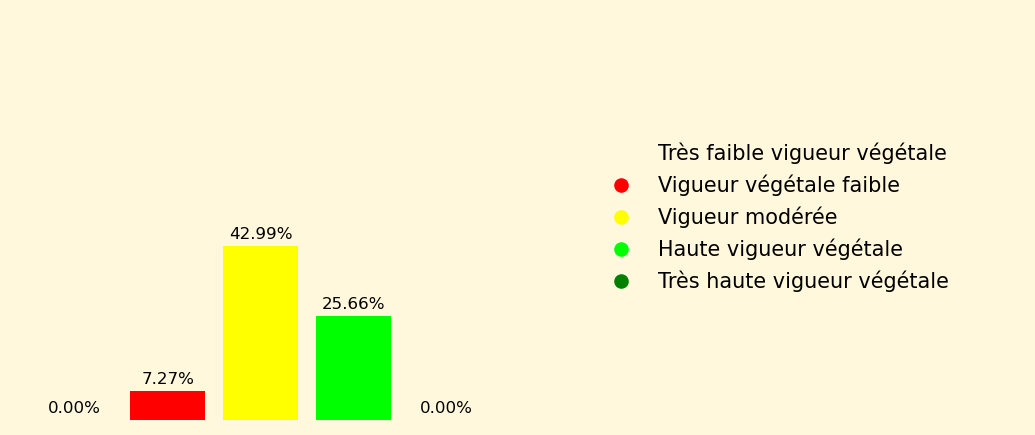 42.99%
25.66%
7.27%
0.00%
0.00%
Très faible vigueur végétale
Vigueur végétale faible
Vigueur modérée
Haute vigueur végétale
Très haute vigueur végétale